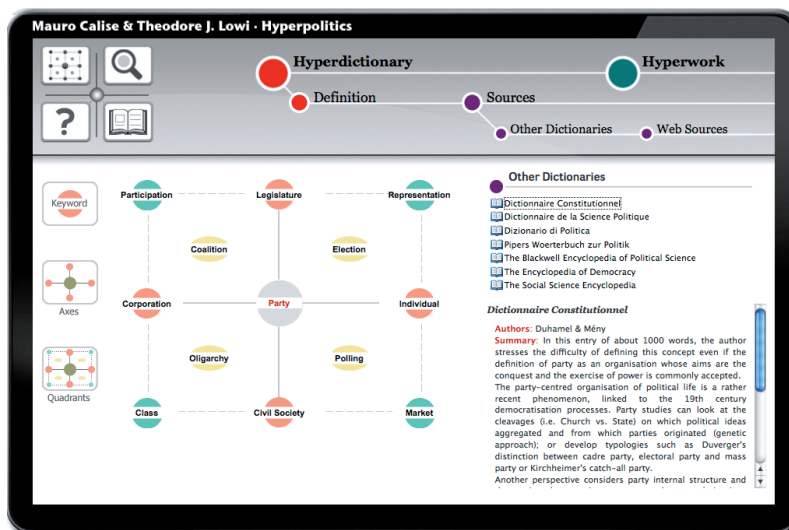 Mauro Calise & Theodore J. Lowi · Hyperpolitics
Hyperdictionary
Hyperwork
Definition
Sources
?
Other Dictionaries
Web Sources
Keyword
Axes
Quadrants
Participation
Legislature
Representation
Coalition
Election
Corporation
Party
Individual
Oligarchy
Polling
Class
Civil Society
Market
Other Dictionaries
Dictionnaire Constitutionnel
Dictionnaire de la Science Politique
Dizionario di Politica
Pipers Woerterbuch zur Politik
The Blackwell Encyclopedia of Political Science
The Encyclopedia of Democracy
The Social Science Encyclopedia
Dictionnaire Constitutionnel
Authors: Duhamel & Mény
Summary: In this entry of about 1000 words, the author
stresses the difficulty of defining this concept even if the
definition of party as an organisation whose aims are the
conquest and the exercise of power is commonly accepted.
The party-centred organisation of political life is a rather
recent phenomenon, linked to the 19th century
democratisation processes. Party studies can look at the
cleavages (i.e. Church vs. State) on which political ideas
aggregated and from which parties originated (genetic
approach); or develop typologies such as Duverger's
distinction between cadre party, electoral party and mass
party or Kirchheimer's catch-all party.
Another perspective considers party internal structure and